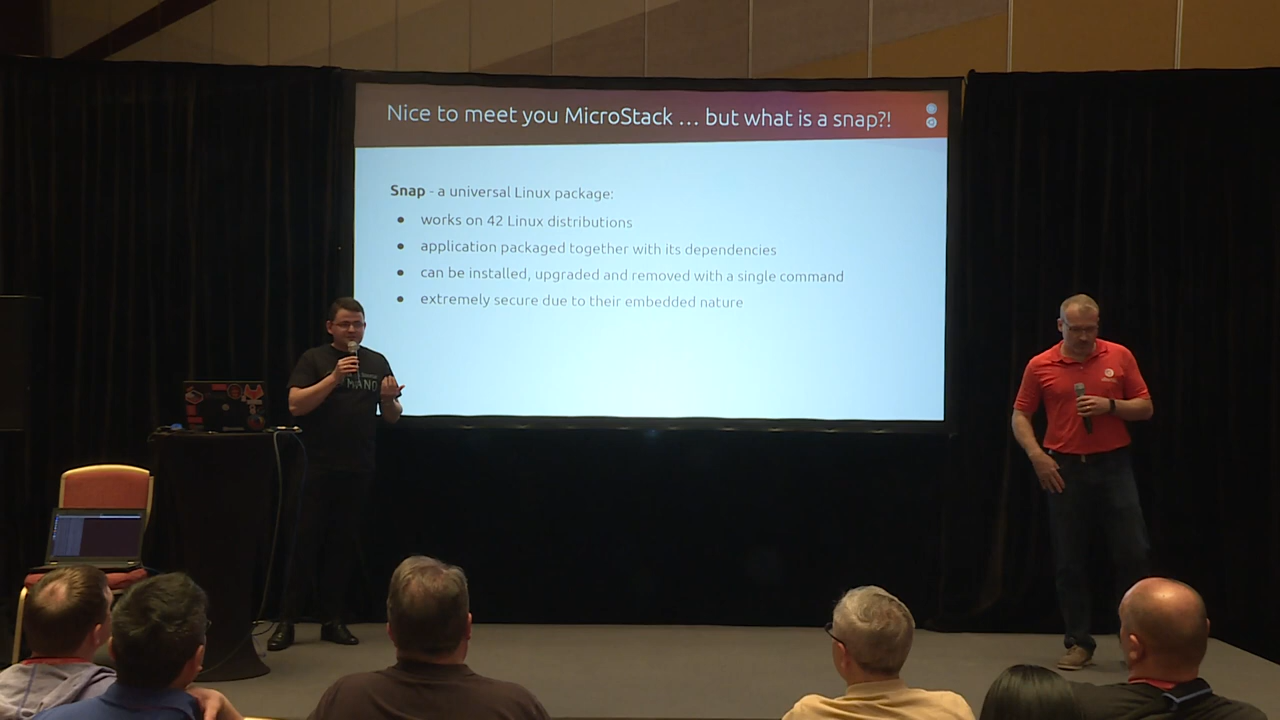 Nice to meet you MicroStack ... but what is a snap?!
Snap - a universal Linux package:
works on 42 Linux distributions
application packaged together with its dependencies
can be installed, upgraded and removed with a single command
extremely secure due to their embedded nature
MANO